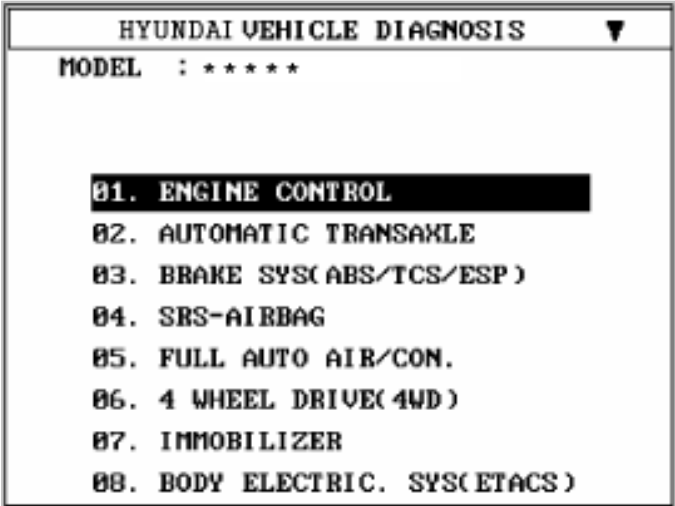 HYUNDAI VEHICLE DIAGNOSIS ▼
MODEL : *****
01. ENGINE CONTROL
02. AUTOMATIC TRANSAXLE
03. BRAKE SYS(ABS/TCS/ESP)
04. SRS-AIRBAG
05. FULL AUTO AIR/CON.
06. 4 WHEEL DRIVE(4WD)
07. IMMOBILIZER
08. BODY ELECTRIC. SYS(ETACS)